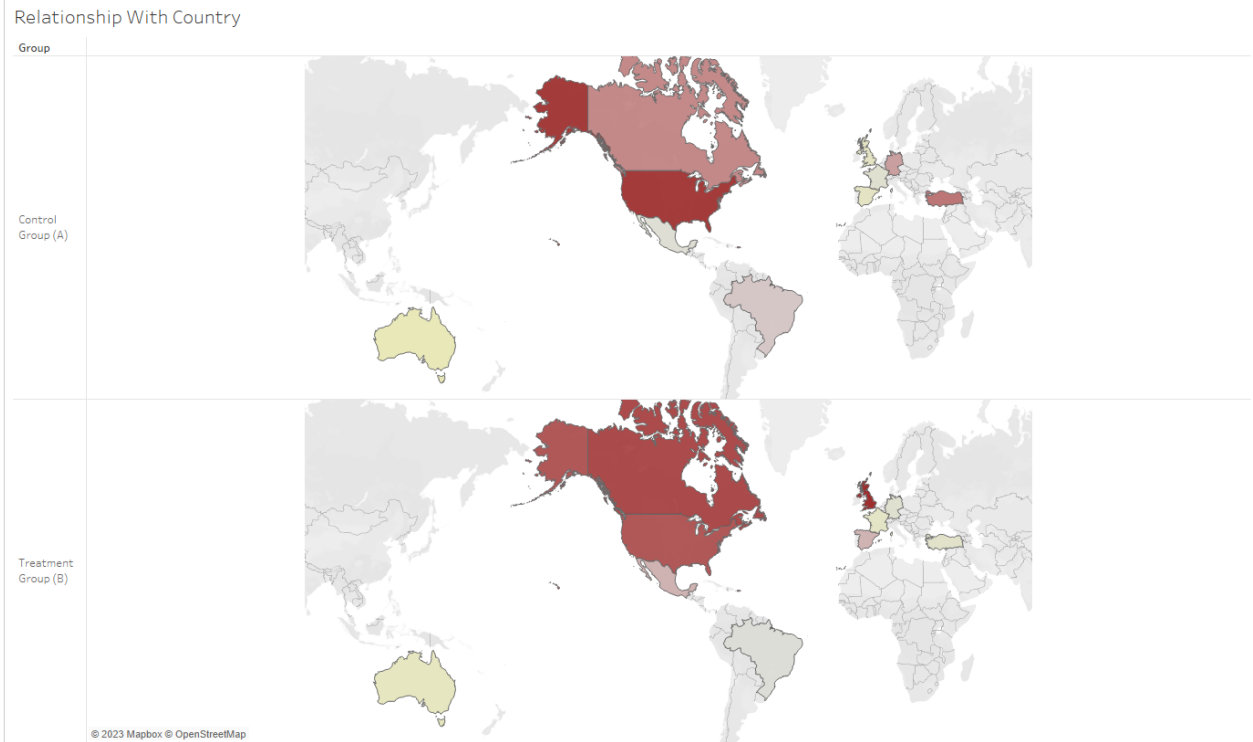 Relationship With Country
Group
Control
Group (A)
Treatment
Group (B)
© 2023 Mapbox © OpenStreetMap